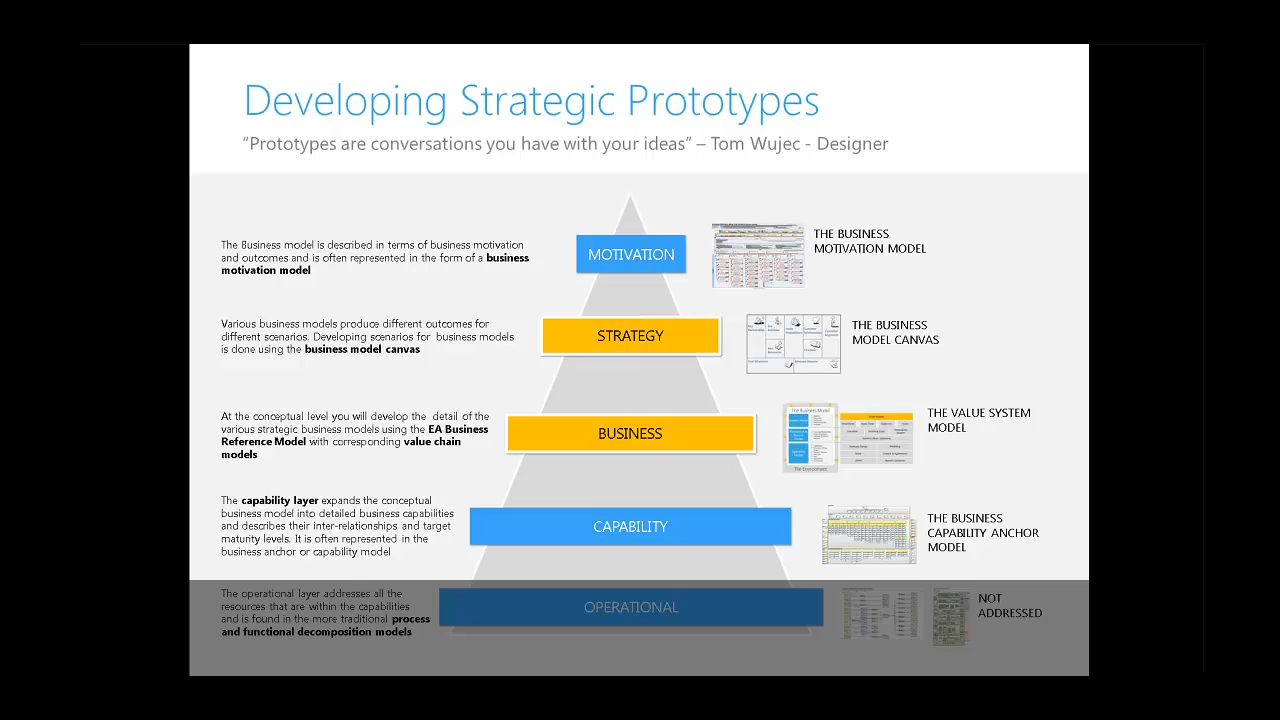 Developing Strategic Prototypes
“Prototypes are conversations you have with your ideas” – Tom Wujec - Designer
The Business model is described in terms of business motivation
and outcomes and is often represented in the form of a business
motivation model
MOTIVATION
THE BUSINESS
MOTIVATION MODEL
Various business models produce different outcomes for
different scenarios. Developing scenarios for business models
is done using the business model canvas
STRATEGY
THE BUSINESS
MODEL CANVAS
At the conceptual level you will develop the detail of the
various strategic business models using the EA Business
Reference Model with corresponding value chain
models
BUSINESS
The Business Model
The Environment
THE VALUE SYSTEM
MODEL
The capability layer expands the conceptual
business model into detailed business capabilities
and describes their inter-relationships and target
maturity levels. It is often represented in the
business anchor or capability model
CAPABILITY
THE BUSINESS
CAPABILITY ANCHOR
MODEL
The operational layer addresses all the
resources that are within the capabilities
and is found in the more traditional process
and functional decomposition models
OPERATIONAL
NOT
ADDRESSED